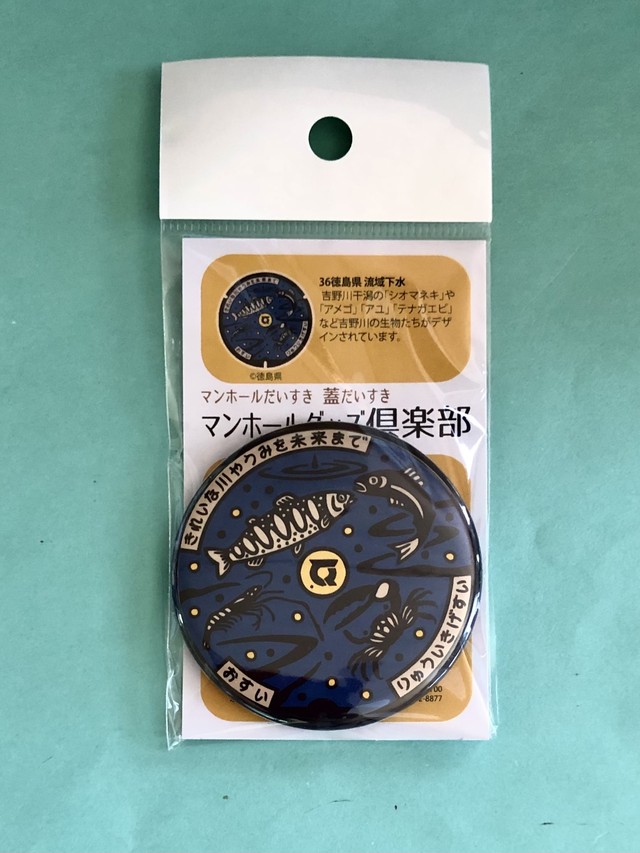 36徳島県 流域下水
吉野川干潟の「シオマネキ」や
「アメゴ」「アユ」「テナガエビ」
など吉野川の生物たちがデザ
インされています。
©徳島県
マンホールだいすき 蓋だいすき
マンホールグッズ倶楽部
きれいな川やうみを未来まで
りゅういきげすい
おすい
-8877